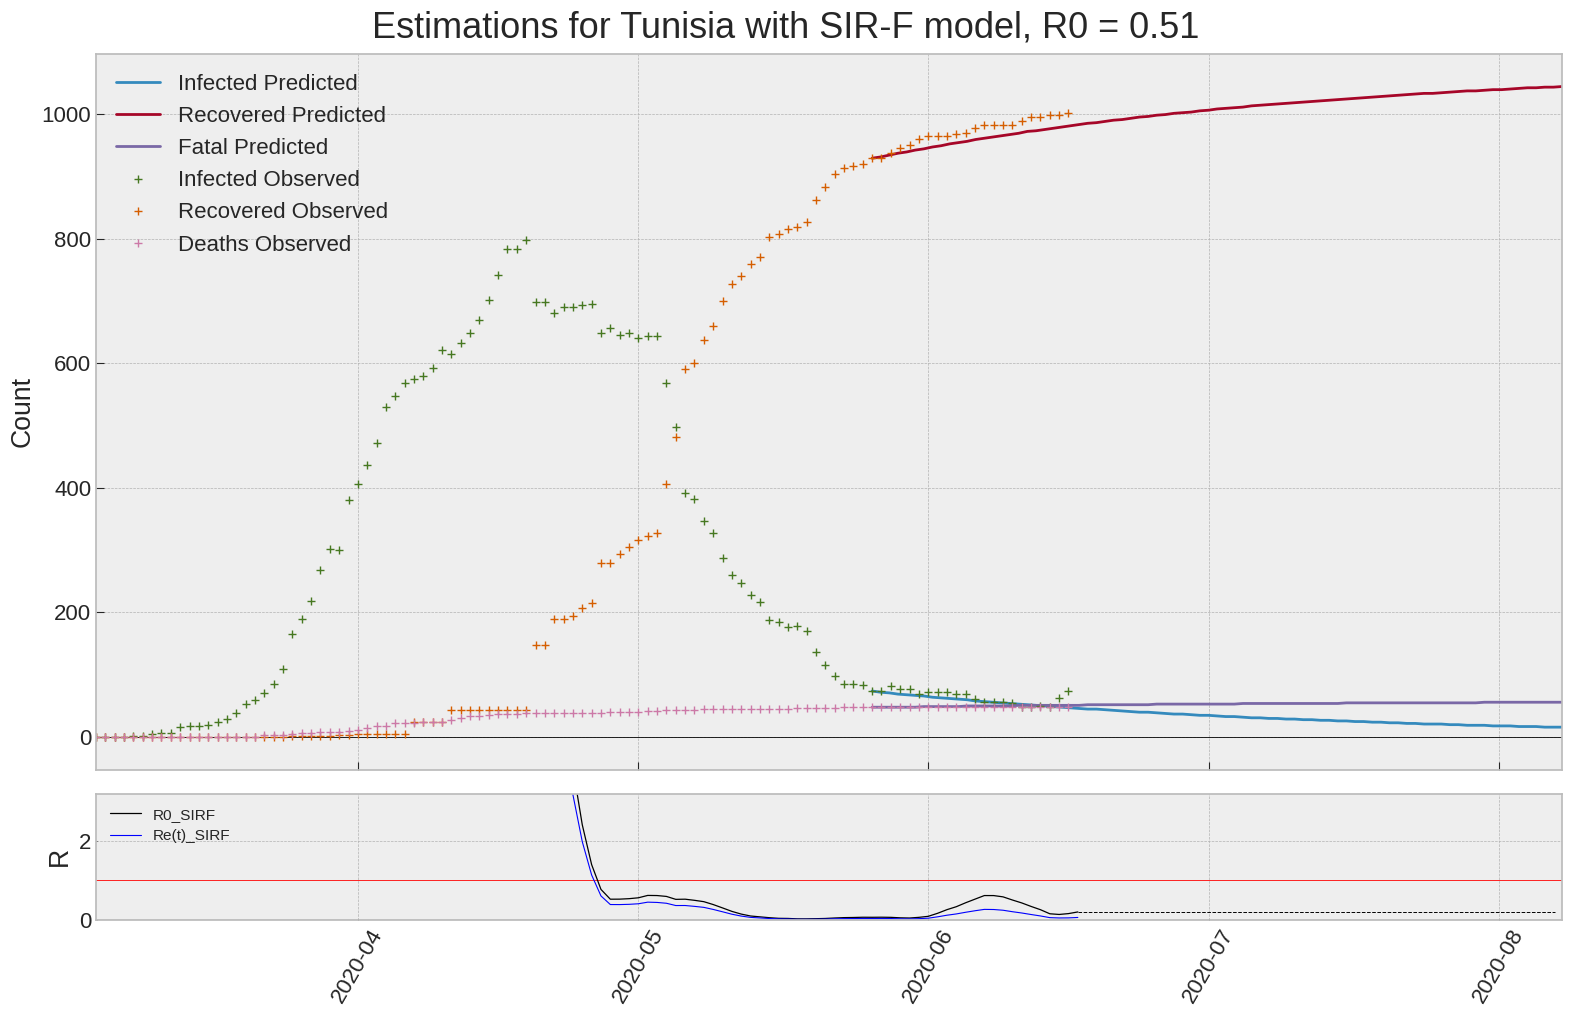 Estimations for Tunisia with SIR-F model, R0 = 0.51
Infected Predicted
Recovered Predicted
Fatal Predicted
Infected Observed
Recovered Observed
Deaths Observed
1000
800
600
400
200
0
Count
R0_SIRF
Re(t)_SIRF
2
0
R
2020-04
2020-05
2020-06
2020-07
2020-08